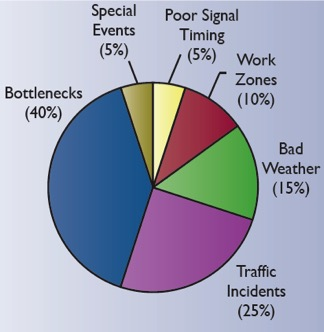 Special
Events
(5%)
Poor Signal
Timing
(5%)
Work
Zones
(10%)
Bad
Weather
(15%)
Traffic
Incidents
(25%)
Bottlenecks
(40%)